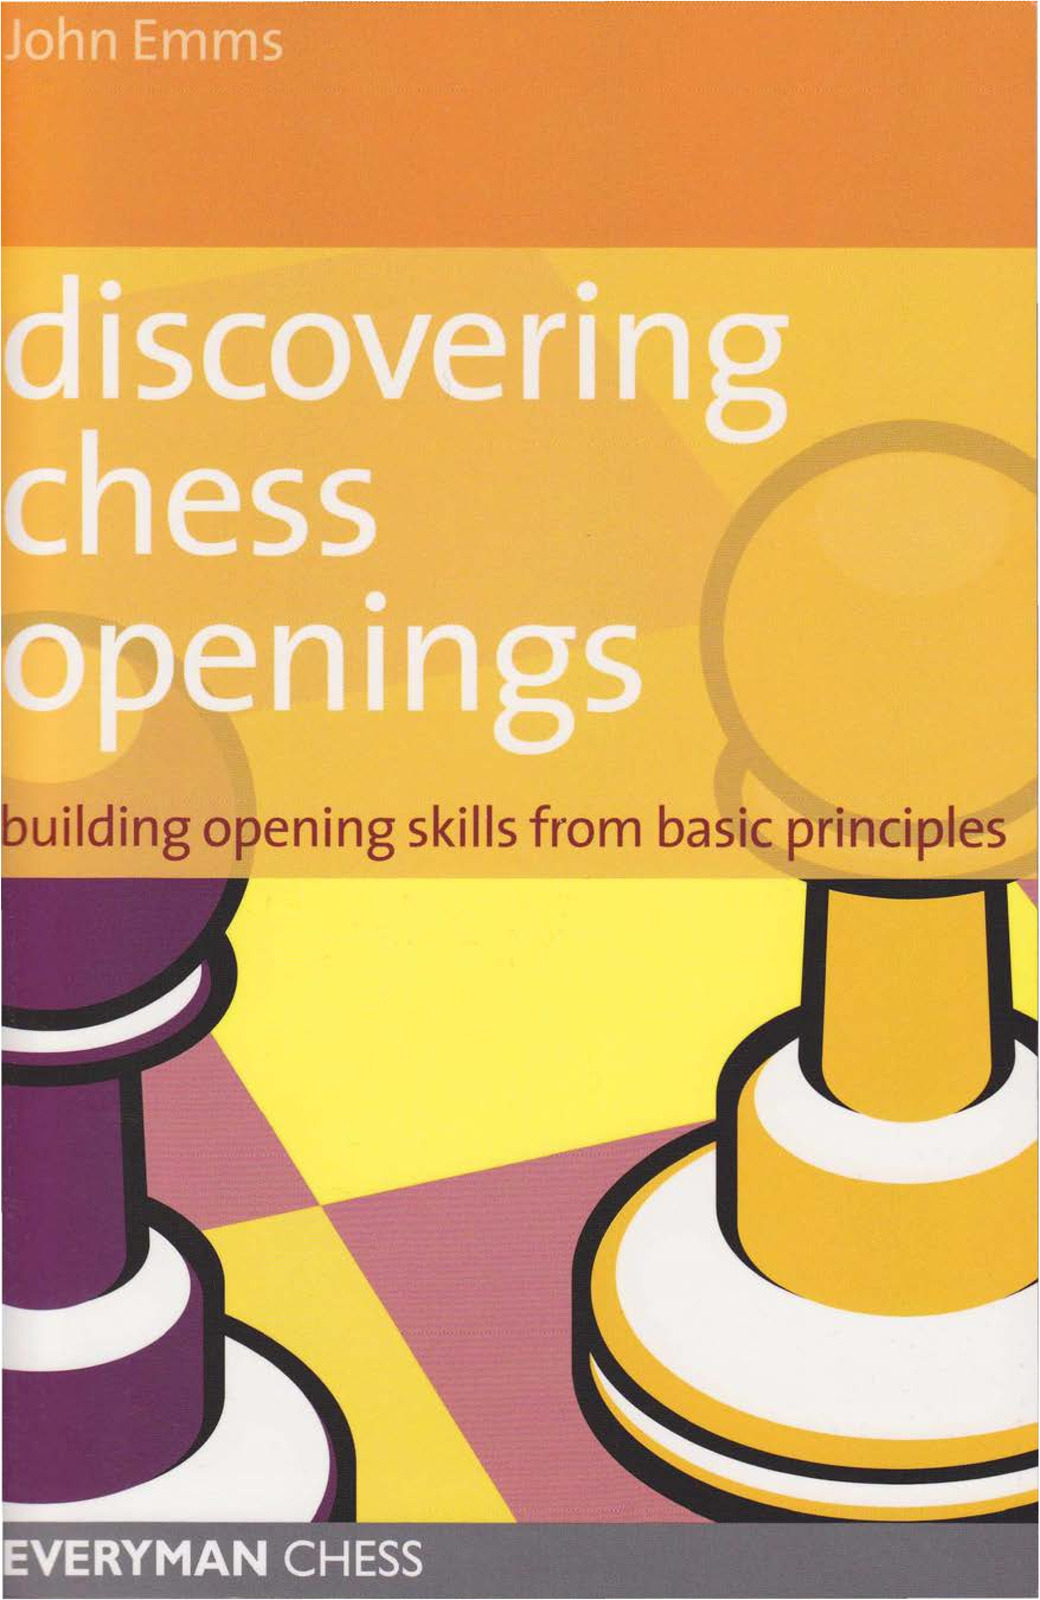 John Emms
discovering
chess
openings
building opening skills from basic principles
EVERYMAN CHESS